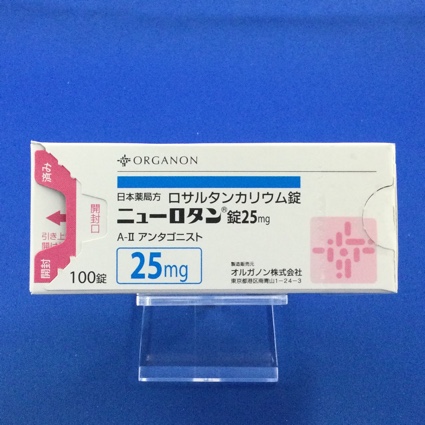 ORGANON
日本薬局方 ロサルタンカリウム錠
ニューロタン®錠25mg
A-II アンタゴニスト
100錠
25mg
製造販売元
オルガノン株式会社
東京都港区南青山1-24-3
開封口
済み
開封
引き上